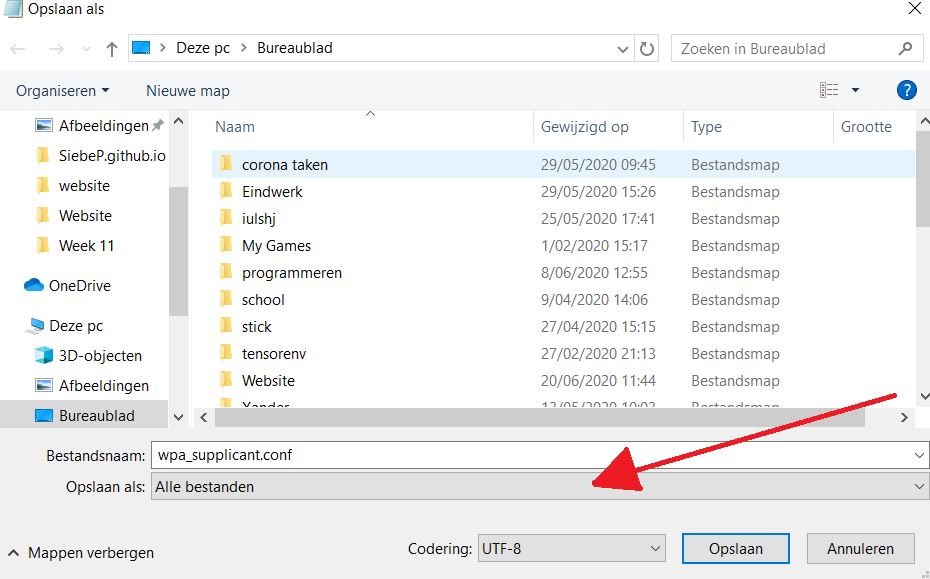 Opslaan als
Deze pc > Bureaublad
Zoeken in Bureaublad
Organiseren Nieuwe map
?
Afbeeldingen
SiebeP.github.io
website
Website
Week 11
OneDrive
Deze pc
3D-objecten
Afbeeldingen
Bureaublad
Naam Gewijzigd op Type Grootte
corona taken 29/05/2020 09:45 Bestandsmap
Eindwerk 29/05/2020 15:26 Bestandsmap
iulshj 25/05/2020 17:41 Bestandsmap
My Games 1/02/2020 15:17 Bestandsmap
programmeren 8/06/2020 12:55 Bestandsmap
school 9/04/2020 14:06 Bestandsmap
stick 27/04/2020 15:15 Bestandsmap
tensorenv 27/02/2020 21:13 Bestandsmap
Website 20/06/2020 11:44 Bestandsmap
Bestandsnaam: wpa_supplicant.conf
Opslaan als: Alle bestanden
Mappen verbergen
Codering: UTF-8 Opslaan Annuleren